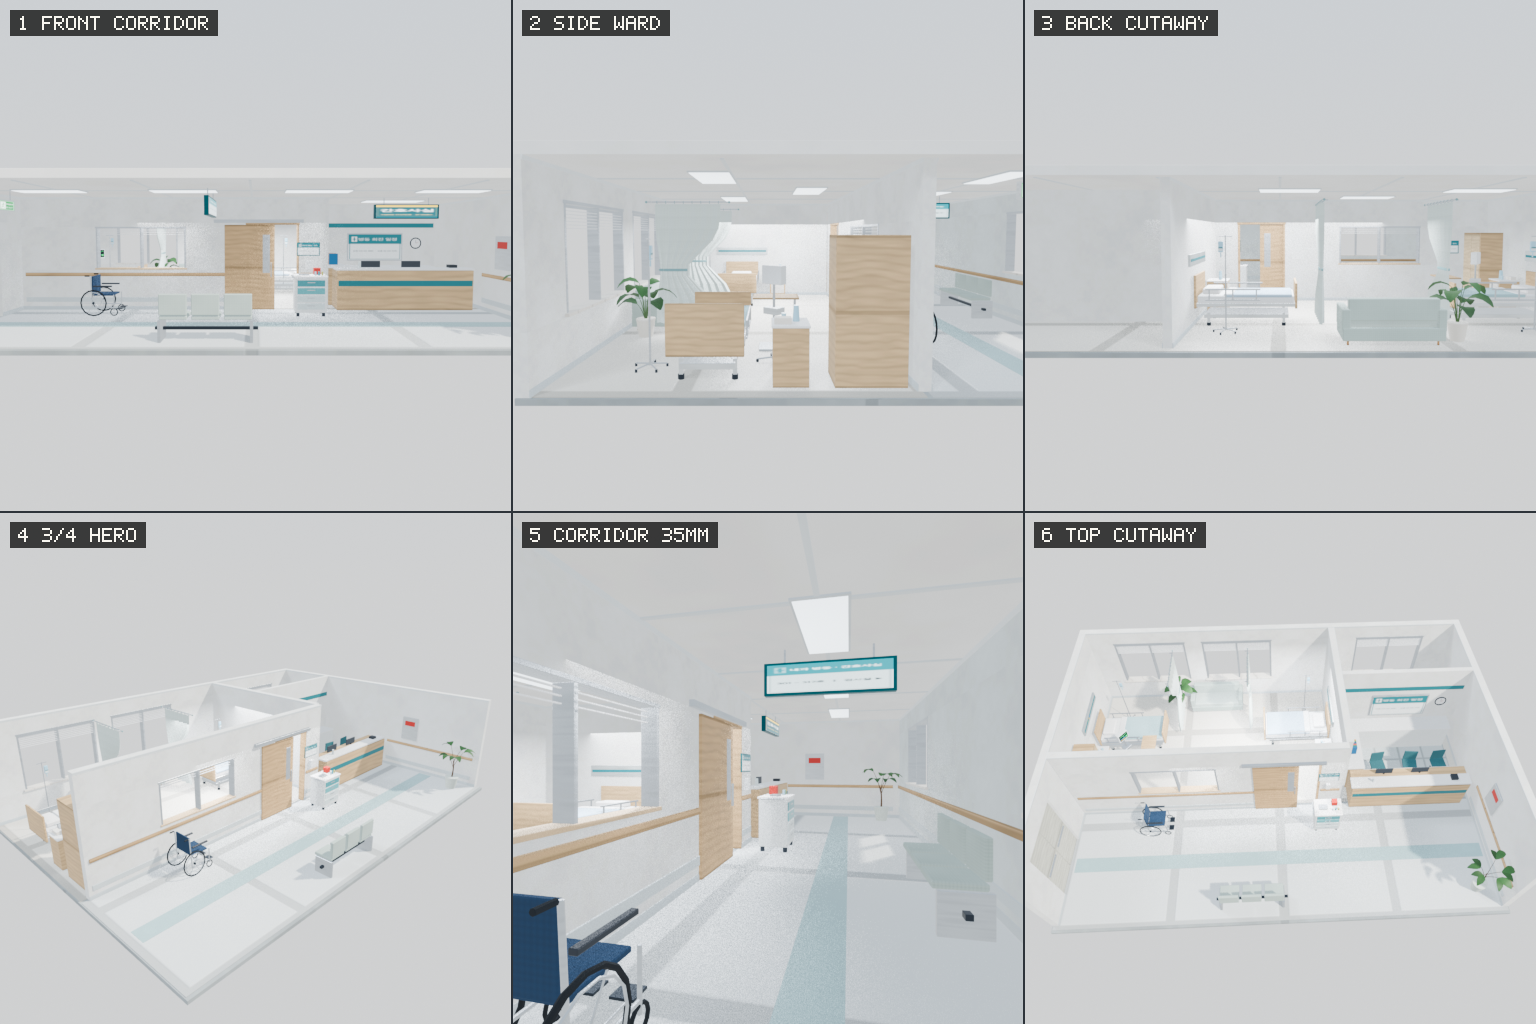 1 FRONT CORRIDOR
2 SIDE WARD
3 BACK CUTAWAY
4 3/4 HERO
5 CORRIDOR 35MM
6 TOP CUTAWAY